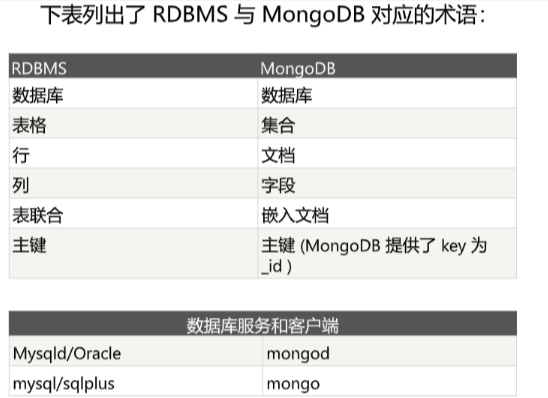 下表列出了 RDBMS 与 MongoDB 对应的术语：
RDBMS MongoDB
数据库 数据库
表格 集合
行 文档
列 字段
表联合 嵌入文档
主键 主键 (MongoDB 提供了 key 为
_id )
数据库服务和客户端
Mysqld/Oracle mongod
mysql/sqlplus mongo